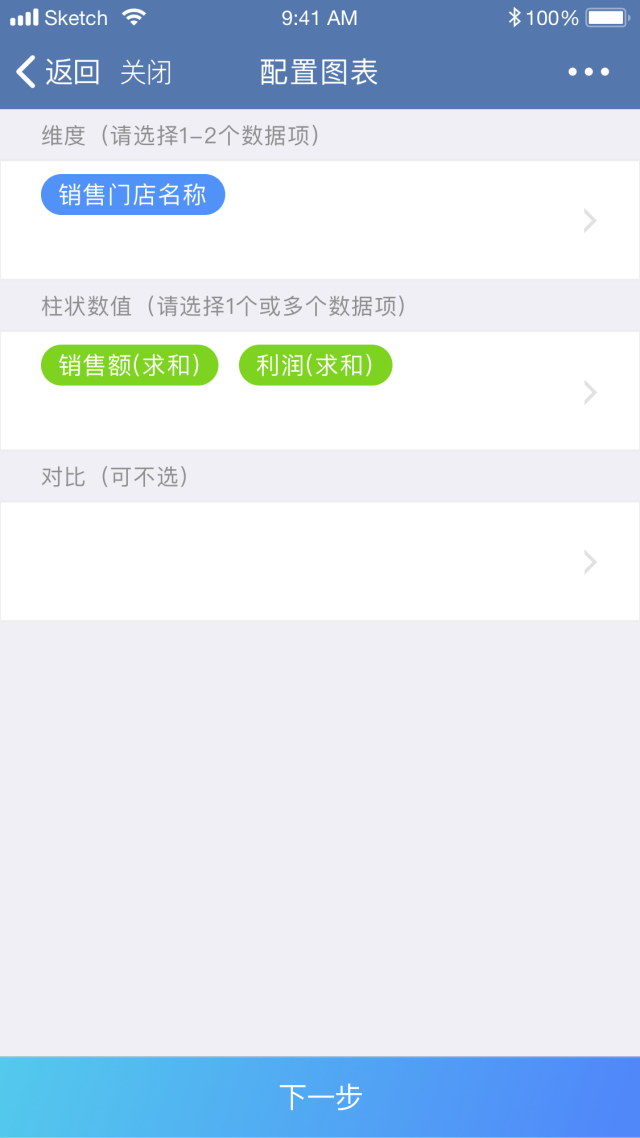 Sketch 9:41 AM 100%
返回 关闭 配置图表
维度（请选择1-2个数据项）
销售门店名称
柱状数值（请选择1个或多个数据项）
销售额(求和) 利润(求和)
对比（可不选）
下一步